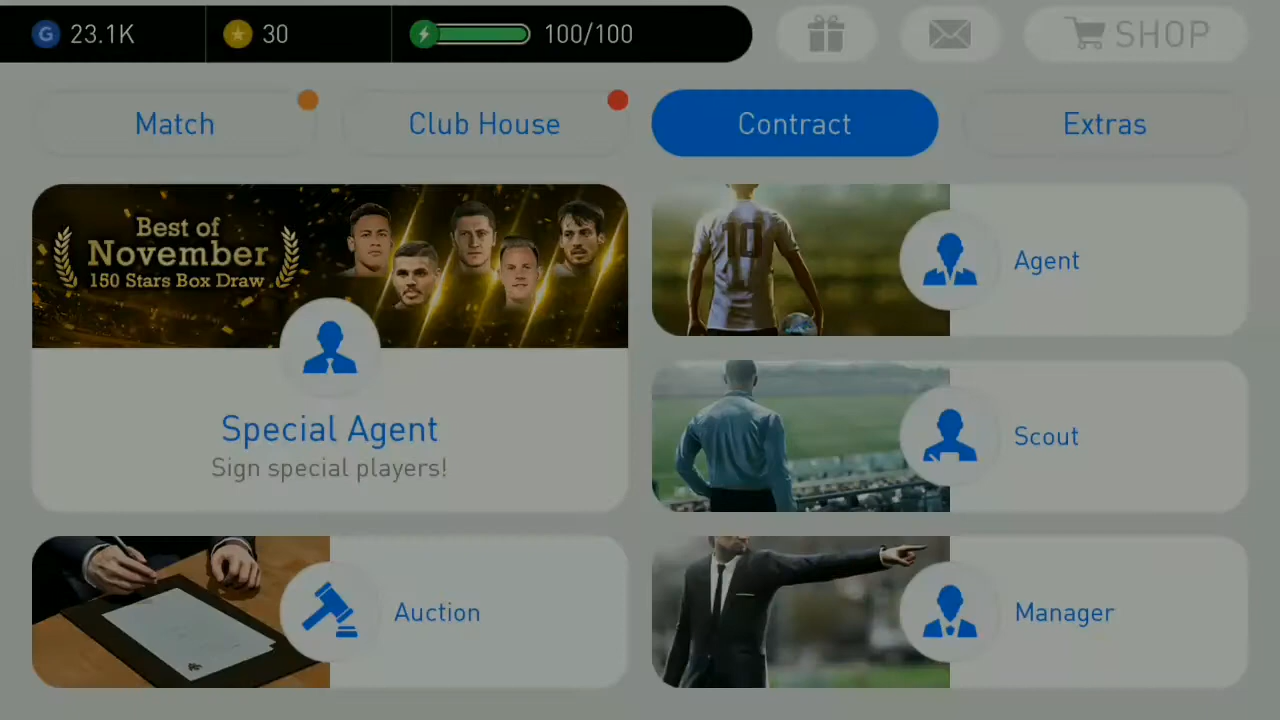 G 23.1K
30
100/100
SHOP
Match
Club House
Contract
Extras
Best of
November
150 Stars Box Draw
10
Agent
Special Agent
Sign special players!
Scout
Auction
Manager